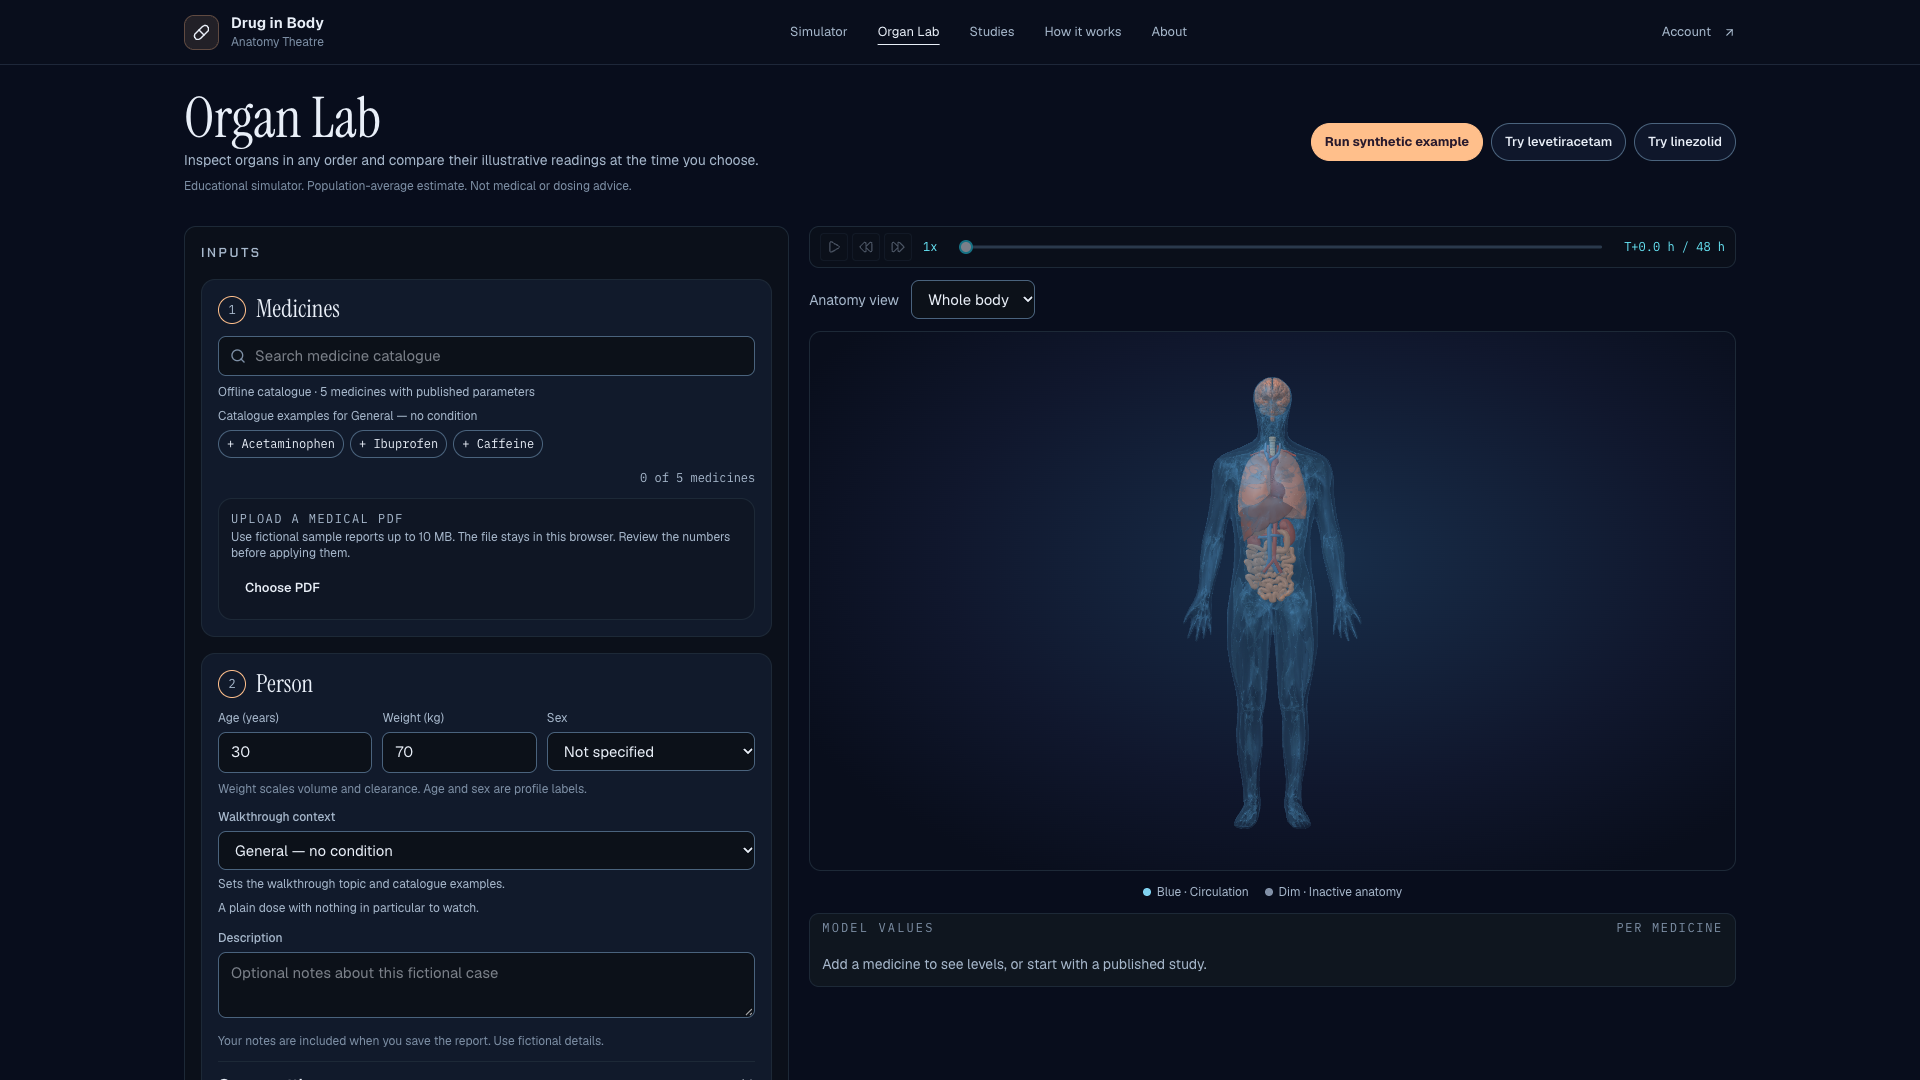 Drug in Body
Anatomy Theatre
Simulator
Organ Lab
Studies
How it works
About
Account
Organ Lab
Inspect organs in any order and compare their illustrative readings at the time you choose.
Educational simulator. Population-average estimate. Not medical or dosing advice.
Run synthetic example
Try levetiracetam
Try linezolid
INPUTS
1 Medicines
Search medicine catalogue
Offline catalogue · 5 medicines with published parameters
Catalogue examples for General — no condition
+ Acetaminophen
+ Ibuprofen
+ Caffeine
0 of 5 medicines
UPLOAD A MEDICAL PDF
Use fictional sample reports up to 10 MB. The file stays in this browser. Review the numbers
before applying them.
Choose PDF
2 Person
Age (years) Weight (kg) Sex
30 70 Not specified
Weight scales volume and clearance. Age and sex are profile labels.
Walkthrough context
General — no condition
Sets the walkthrough topic and catalogue examples.
A plain dose with nothing in particular to watch.
Description
Optional notes about this fictional case
Your notes are included when you save the report. Use fictional details.
1x
T+0.0 h / 48 h
Anatomy view Whole body
Blue · Circulation Dim · Inactive anatomy
MODEL VALUES PER MEDICINE
Add a medicine to see levels, or start with a published study.